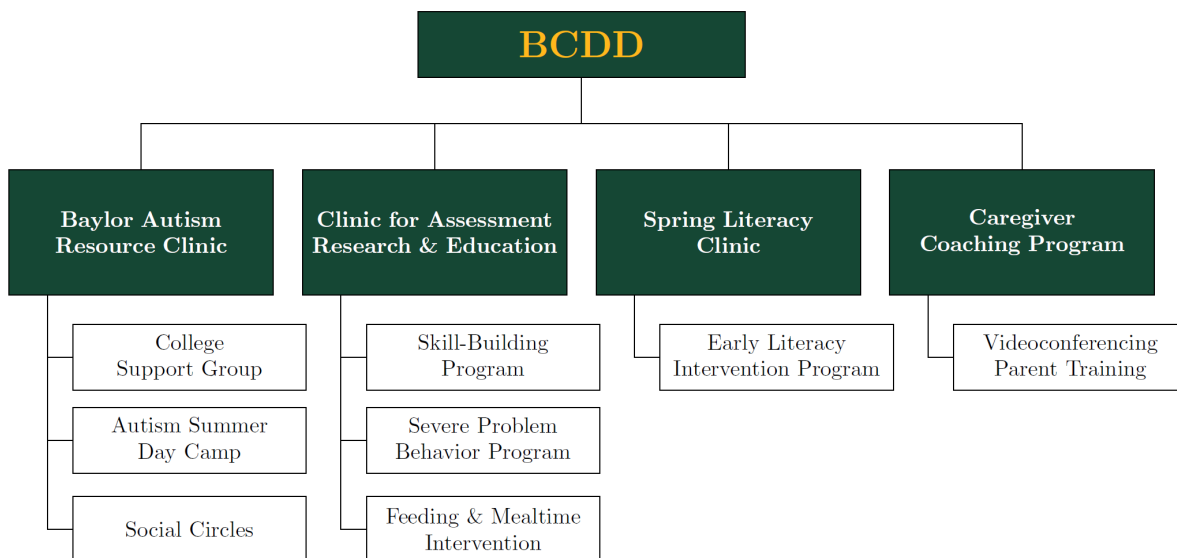 BCDD
Baylor Autism
Resource Clinic
Clinic for Assessment
Research & Education
Spring Literacy
Clinic
Caregiver
Coaching Program
College
Support Group
Skill-Building
Program
Early Literacy
Intervention Program
Videoconferencing
Parent Training
Autism Summer
Day Camp
Severe Problem
Behavior Program
Social Circles
Feeding & Mealtime
Intervention